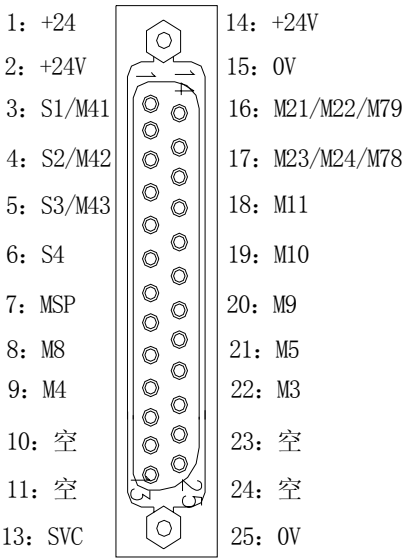 1: +24
2: +24V
3: S1/M41
4: S2/M42
5: S3/M43
6: S4
7: MSP
8: M8
9: M4
10: 空
11: 空
13: SVC
1
14
13
25
14: +24V
15: 0V
16: M21/M22/M79
17: M23/M24/M78
18: M11
19: M10
20: M9
21: M5
22: M3
23: 空
24: 空
25: 0V